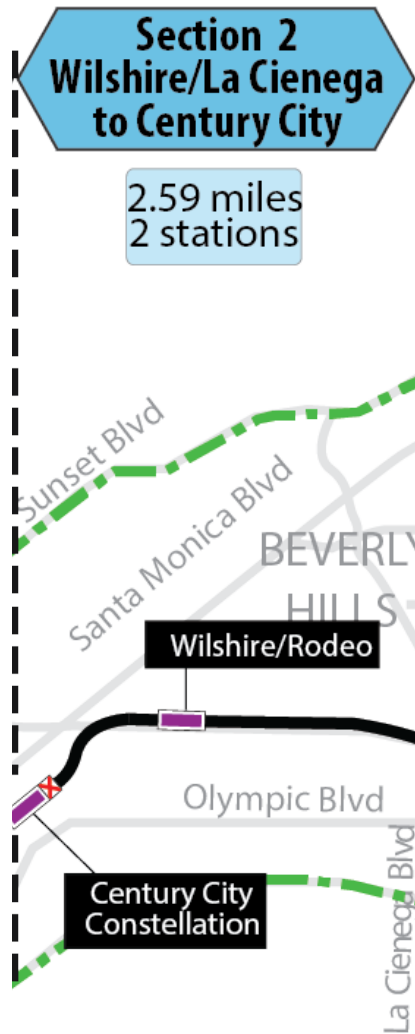 Section 2
Wilshire/La Cienega
to Century City
2.59 miles
2 stations
Sunset Blvd
Santa Monica Blvd
BEVERLY
HILLS
Wilshire/Rodeo
Olympic Blvd
La Cienega Blvd
Century City
Constellation